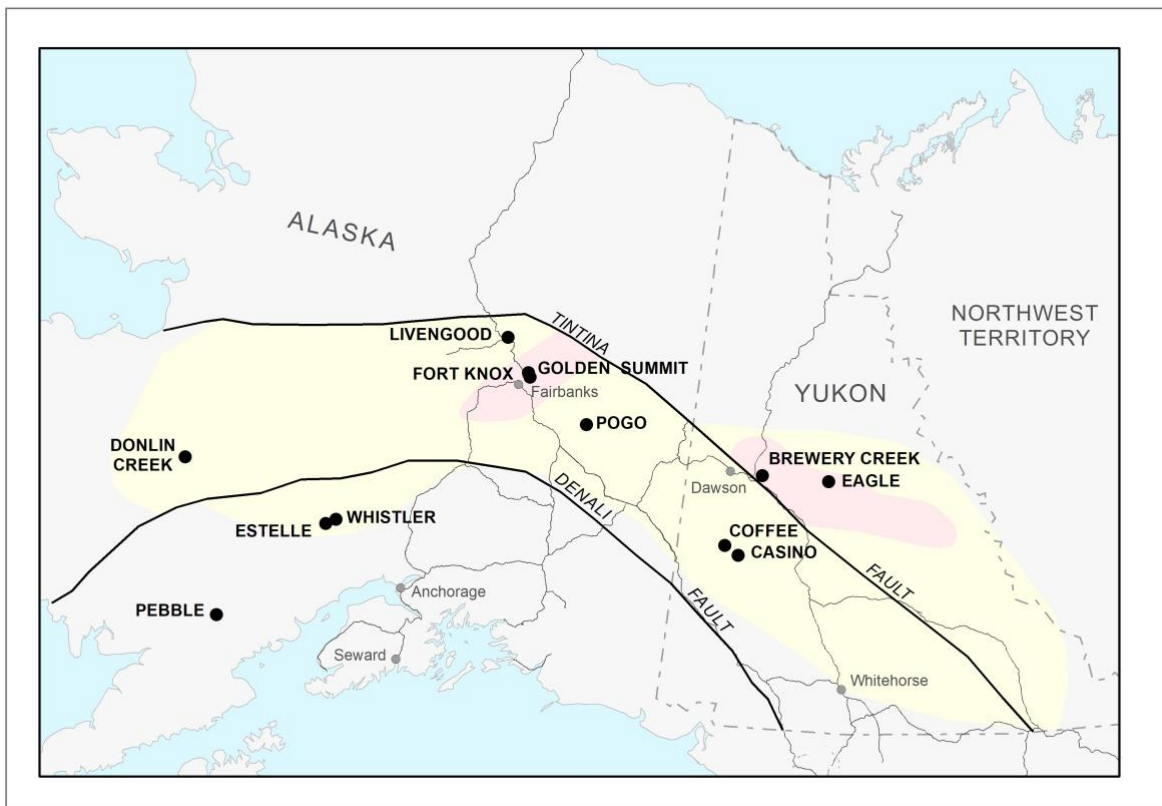 ALASKA
NORTHWEST
TERRITORY
YUKON
TINTINA
LIVENGOOD
GOLDEN SUMMIT
FORT KNOX
Fairbanks
POGO
DONLIN
CREEK
BREWERY CREEK
EAGLE
Dawson
DENALI
WHISTLER
ESTELLE
COFFEE
CASINO
FAULT
FAULT
Anchorage
PEBBLE
Seward
Whitehorse